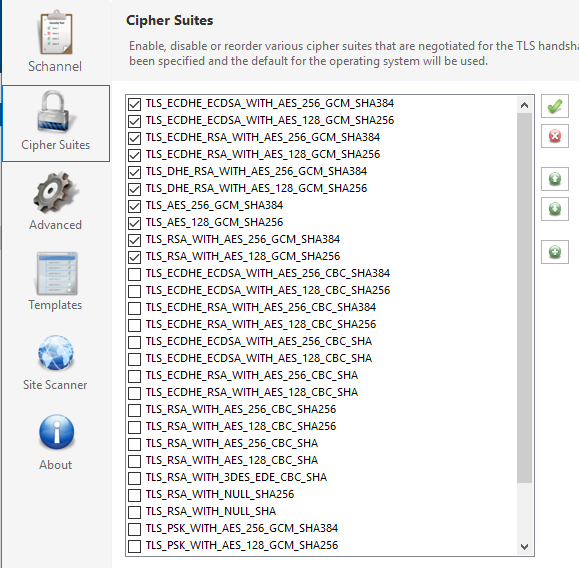 Schannel
Cipher Suites
Advanced
Templates
Site Scanner
About
Cipher Suites
Enable, disable or reorder various cipher suites that are negotiated for the TLS handsha
been specified and the default for the operating system will be used.
TLS_ECDHE_ECDSA_WITH_AES_256_GCM_SHA384
TLS_ECDHE_ECDSA_WITH_AES_128_GCM_SHA256
TLS_ECDHE_RSA_WITH_AES_256_GCM_SHA384
TLS_ECDHE_RSA_WITH_AES_128_GCM_SHA256
TLS_DHE_RSA_WITH_AES_256_GCM_SHA384
TLS_DHE_RSA_WITH_AES_128_GCM_SHA256
TLS_AES_256_GCM_SHA384
TLS_AES_128_GCM_SHA256
TLS_RSA_WITH_AES_256_GCM_SHA384
TLS_RSA_WITH_AES_128_GCM_SHA256
TLS_ECDHE_ECDSA_WITH_AES_256_CBC_SHA384
TLS_ECDHE_ECDSA_WITH_AES_128_CBC_SHA256
TLS_ECDHE_RSA_WITH_AES_256_CBC_SHA384
TLS_ECDHE_RSA_WITH_AES_128_CBC_SHA256
TLS_ECDHE_ECDSA_WITH_AES_256_CBC_SHA
TLS_ECDHE_ECDSA_WITH_AES_128_CBC_SHA
TLS_ECDHE_RSA_WITH_AES_256_CBC_SHA
TLS_ECDHE_RSA_WITH_AES_128_CBC_SHA
TLS_RSA_WITH_AES_256_CBC_SHA256
TLS_RSA_WITH_AES_128_CBC_SHA256
TLS_RSA_WITH_AES_256_CBC_SHA
TLS_RSA_WITH_AES_128_CBC_SHA
TLS_RSA_WITH_3DES_EDE_CBC_SHA
TLS_RSA_WITH_NULL_SHA256
TLS_RSA_WITH_NULL_SHA
TLS_PSK_WITH_AES_256_GCM_SHA384
TLS_PSK_WITH_AES_128_GCM_SHA256